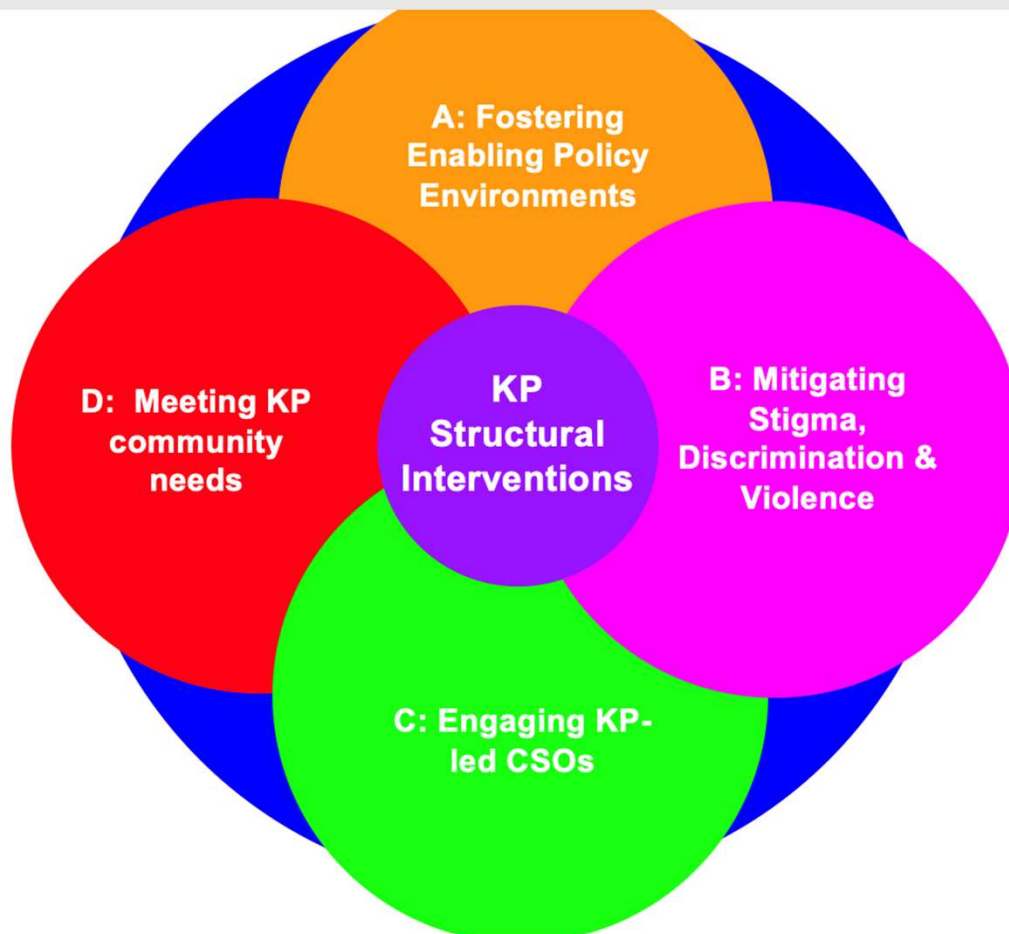 A: Fostering
Enabling Policy
Environments
D:  Meeting KP
community
needs
KP
Structural
Interventions
B: Mitigating
Stigma,
Discrimination &
Violence
C: Engaging KP-
led CSOs